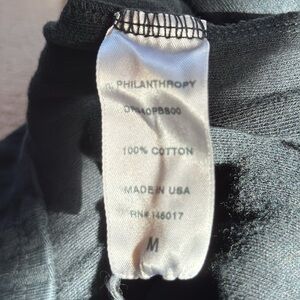 PHILANTHROPY
100% COTTON
MADE IN USA
RN# 146017
M